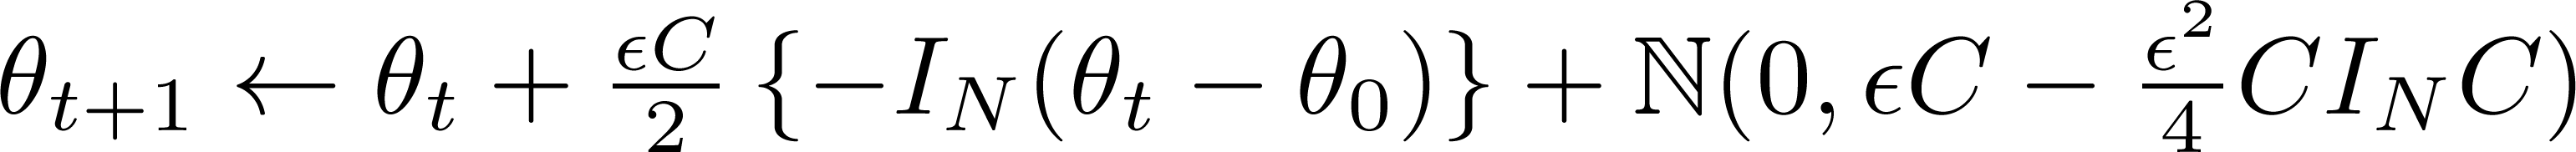 θ_{t+1} ← θ_t + \frac{ϵC}{2} {−I_N(θ_t − θ_0)} + ℕ(0, ϵC − \frac{ϵ^2}{4} C I_N C)